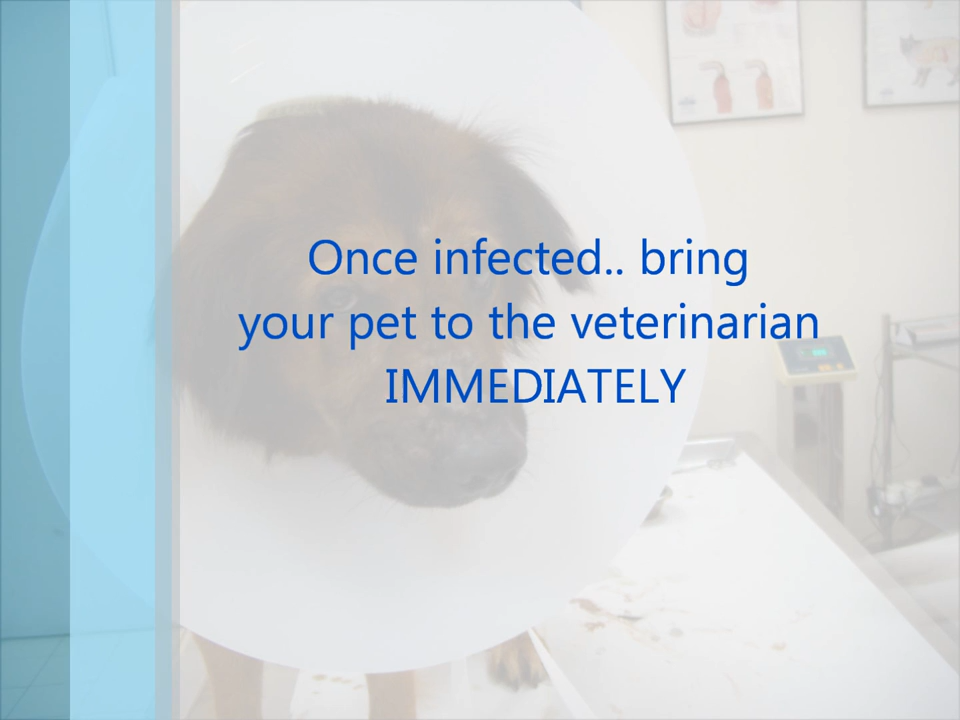 Once infected.. bring
your pet to the veterinarian
IMMEDIATELY